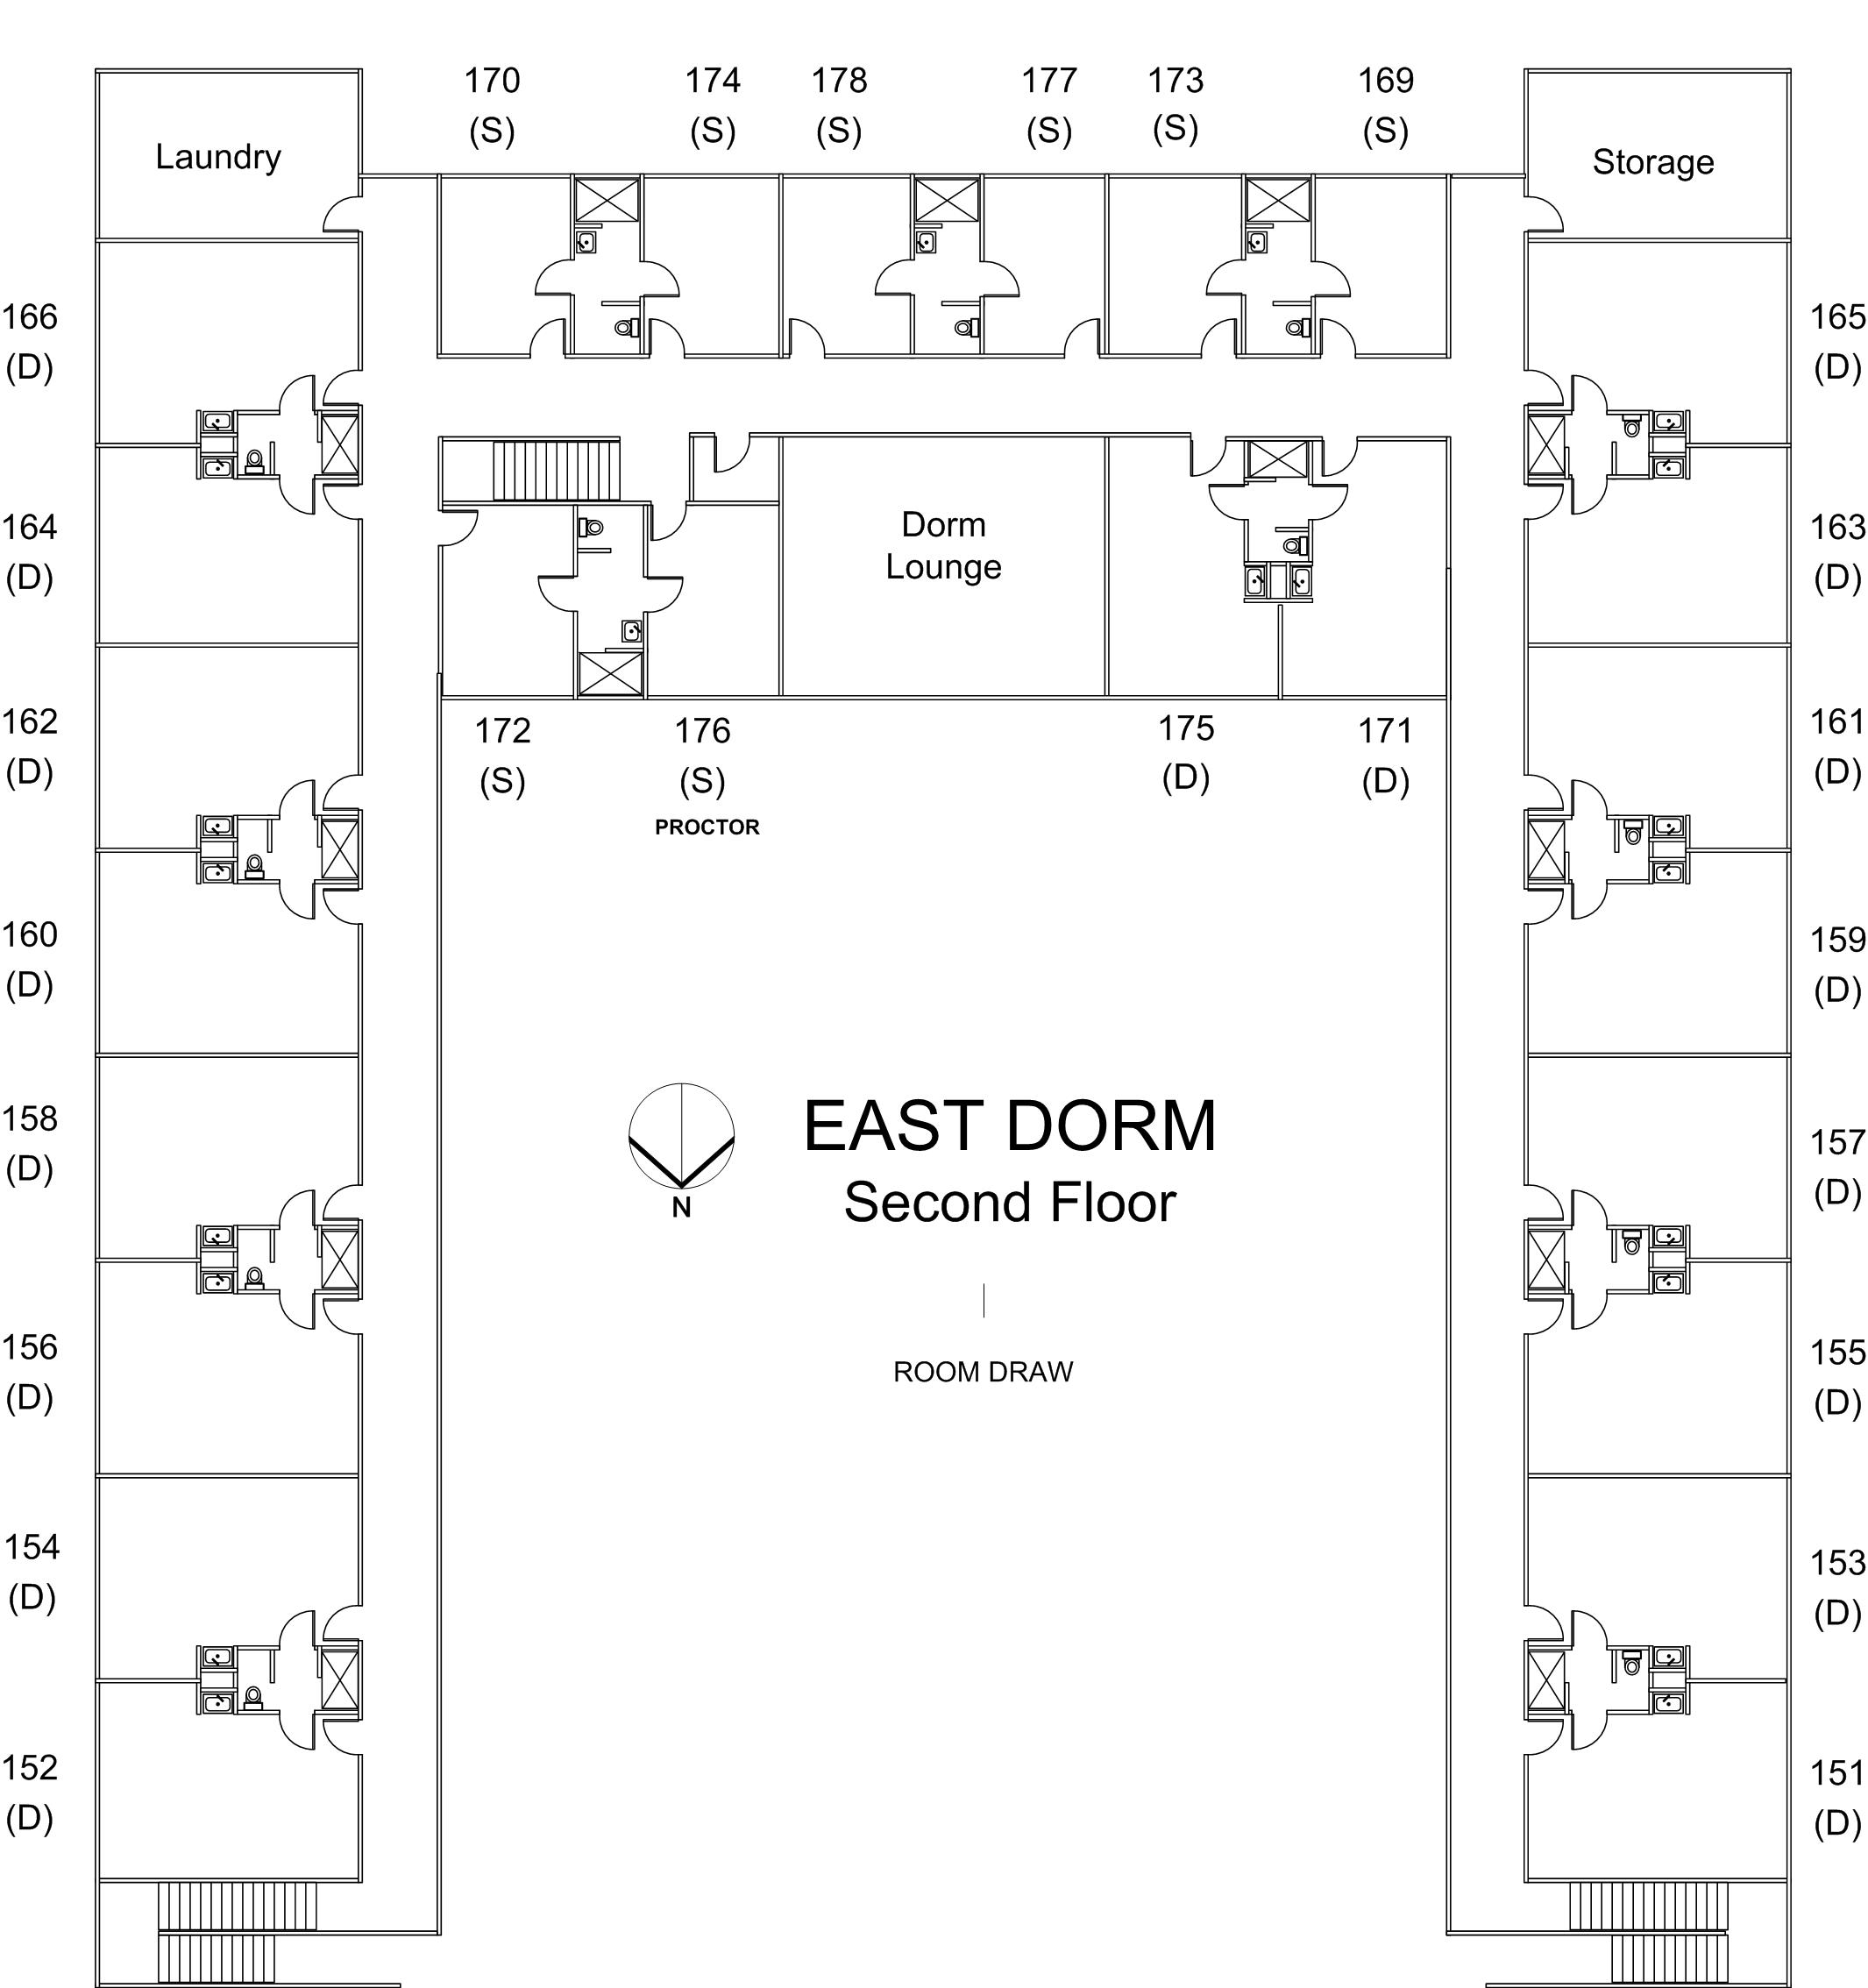 170
(S)
174
(S)
178
(S)
177
(S)
173
(S)
169
(S)
Laundry
Storage
166
(D)
165
(D)
164
(D)
Dorm
Lounge
163
(D)
162
(D)
172
(S)
176
(S)
PROCTOR
175
(D)
171
(D)
161
(D)
160
(D)
159
(D)
158
(D)
EAST DORM
Second Floor
N
157
(D)
156
(D)
ROOM DRAW
155
(D)
154
(D)
153
(D)
152
(D)
151
(D)